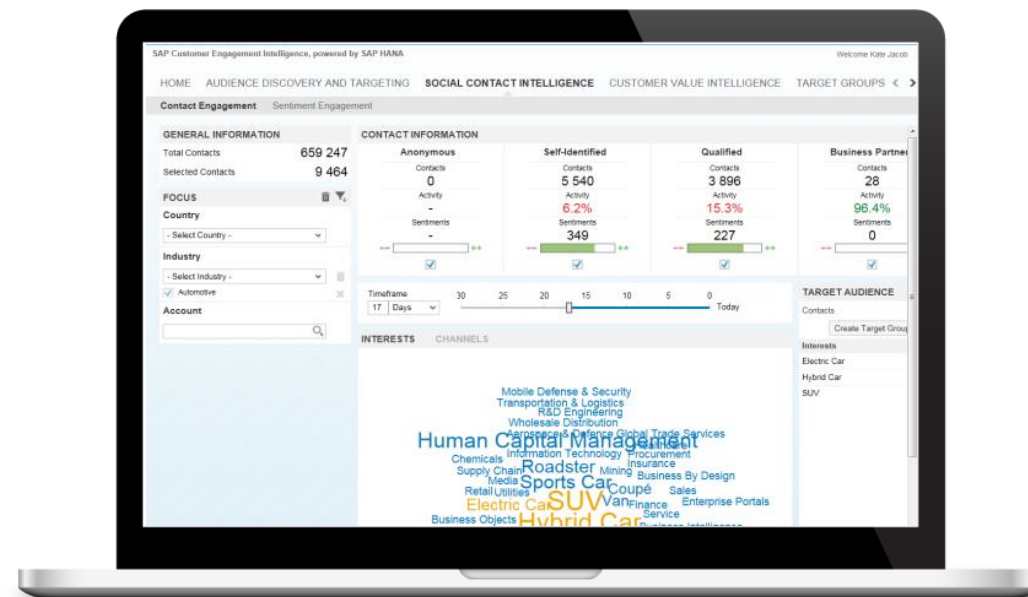 SAP Customer Engagement Intelligence, powered by SAP HANA
Welcome Kate Jacob
HOME AUDIENCE DISCOVERY AND TARGETING SOCIAL CONTACT INTELLIGENCE CUSTOMER VALUE INTELLIGENCE TARGET GROUPS < >
Contact Engagement Sentiment Engagement
GENERAL INFORMATION
Total Contacts 659 247
Selected Contacts 9 464
FOCUS
Country
- Select Country -
Industry
- Select Industry -
Automotive
Account
CONTACT INFORMATION
Anonymous
Contacts
0
Activity
-
Sentiments
-
-- ++
Self-Identified
Contacts
5 540
Activity
6.2%
Sentiments
349
-- ++
Qualified
Contacts
3 896
Activity
15.3%
Sentiments
227
-- ++
Business Partner
Contacts
28
Activity
96.4%
Sentiments
0
--
Timeframe
17 Days
30 25 20 15 10 5 0
Today
INTERESTS CHANNELS
Mobile Defense & Security
Transportation & Logistics
R&D Engineering
Wholesale Distribution
Aerospace & Defence Global Trade Services
Human Capital Management
Healthcare
Chemicals Information Technology Procurement
Supply Chain Roadster Mining Insurance
Business By Design
Media Sports Car
Retail Utilities Coupé Sales
Electric Car SUV Van Finance Enterprise Portals
Service
Business Objects Hybrid Car Business Intelligence
TARGET AUDIENCE
Contacts
Create Target Group
Interests
Electric Car
Hybrid Car
SUV